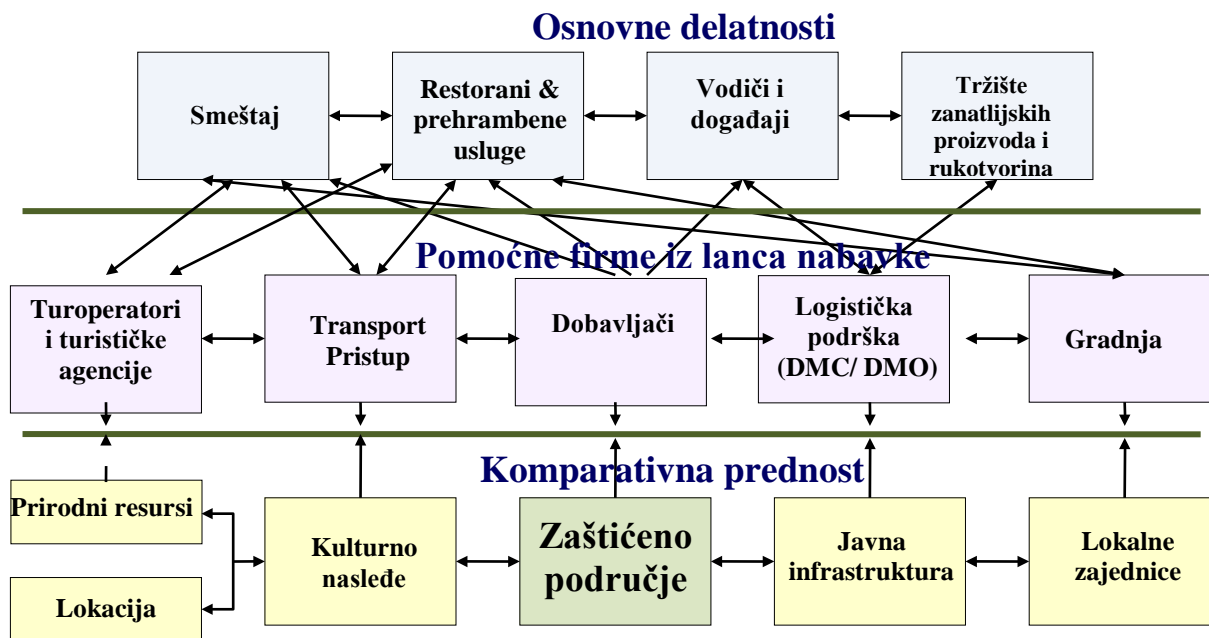 Osnovne delatnosti
Smeštaj
Restorani &
prehrambene
usluge
Vodiči i
događaji
Tržište
zanatlijskih
proizvoda i
rukotvorina
Pomoćne firme iz lanca nabavke
Turoperatori
i turističke
agencije
Transport
Pristup
Dobavljači
Logistička
podrška
(DMC/ DMO)
Gradnja
Komparativna prednost
Prirodni resursi
Lokacija
Kulturno
nasleđe
Zaštićeno
područje
Javna
infrastruktura
Lokalne
zajednice